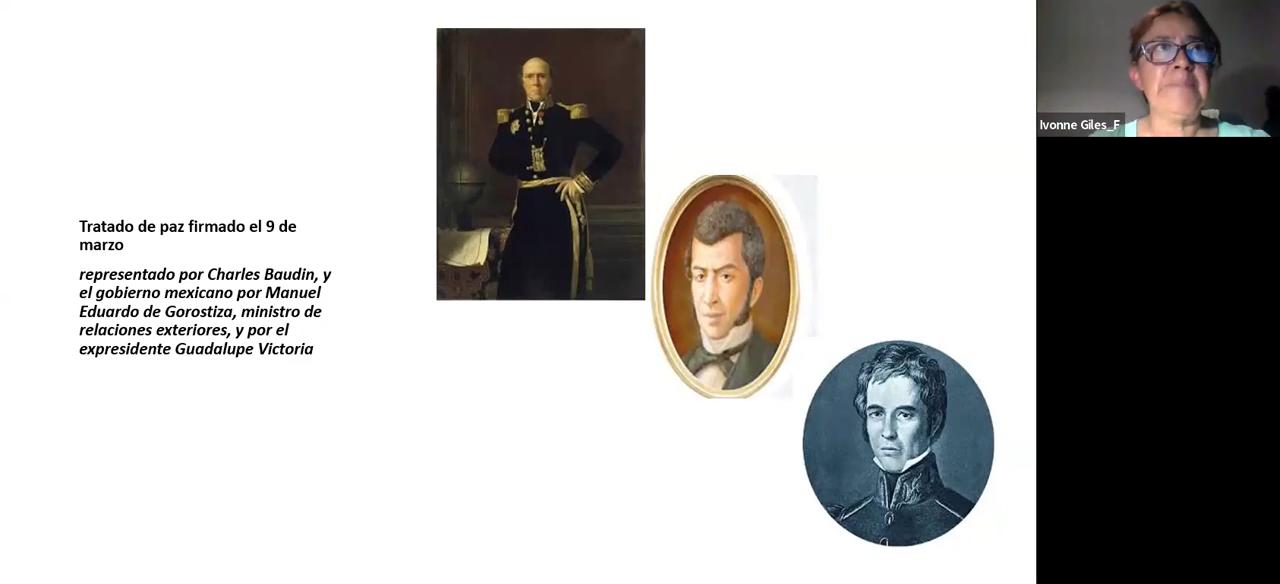 Tratado de paz firmado el 9 de
marzo
representado por Charles Baudin, y
el gobierno mexicano por Manuel
Eduardo de Gorostiza, ministro de
relaciones exteriores, y por el
expresidente Guadalupe Victoria
Ivonne Giles_F